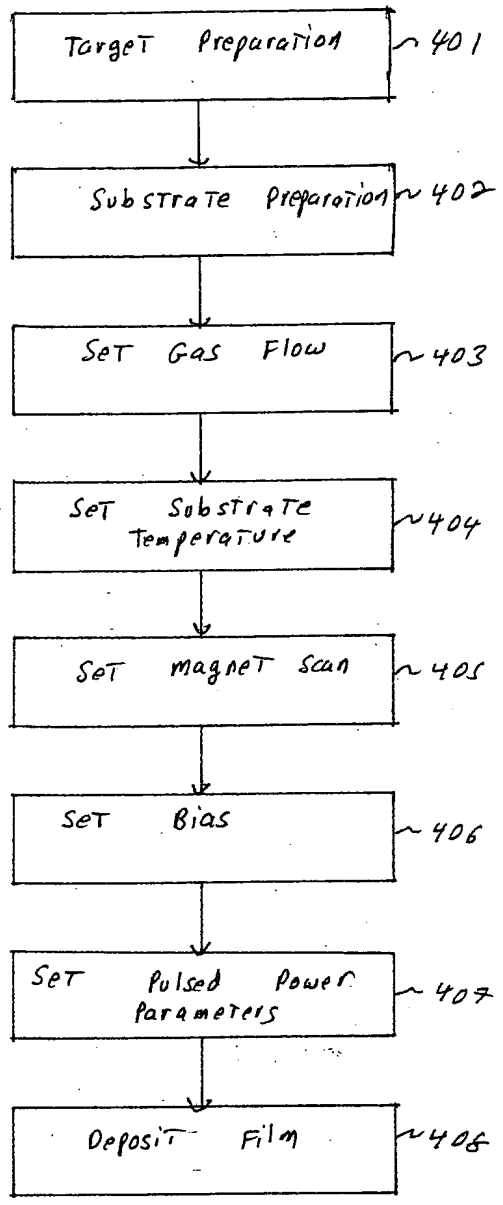 Target Preparation 401
Substrate Preparation 402
Set Gas Flow 403
Set Substrate
Temperature 404
Set Magnet Scan 405
Set Bias 406
Set Pulsed Power
Parameters 407
Deposit Film 408